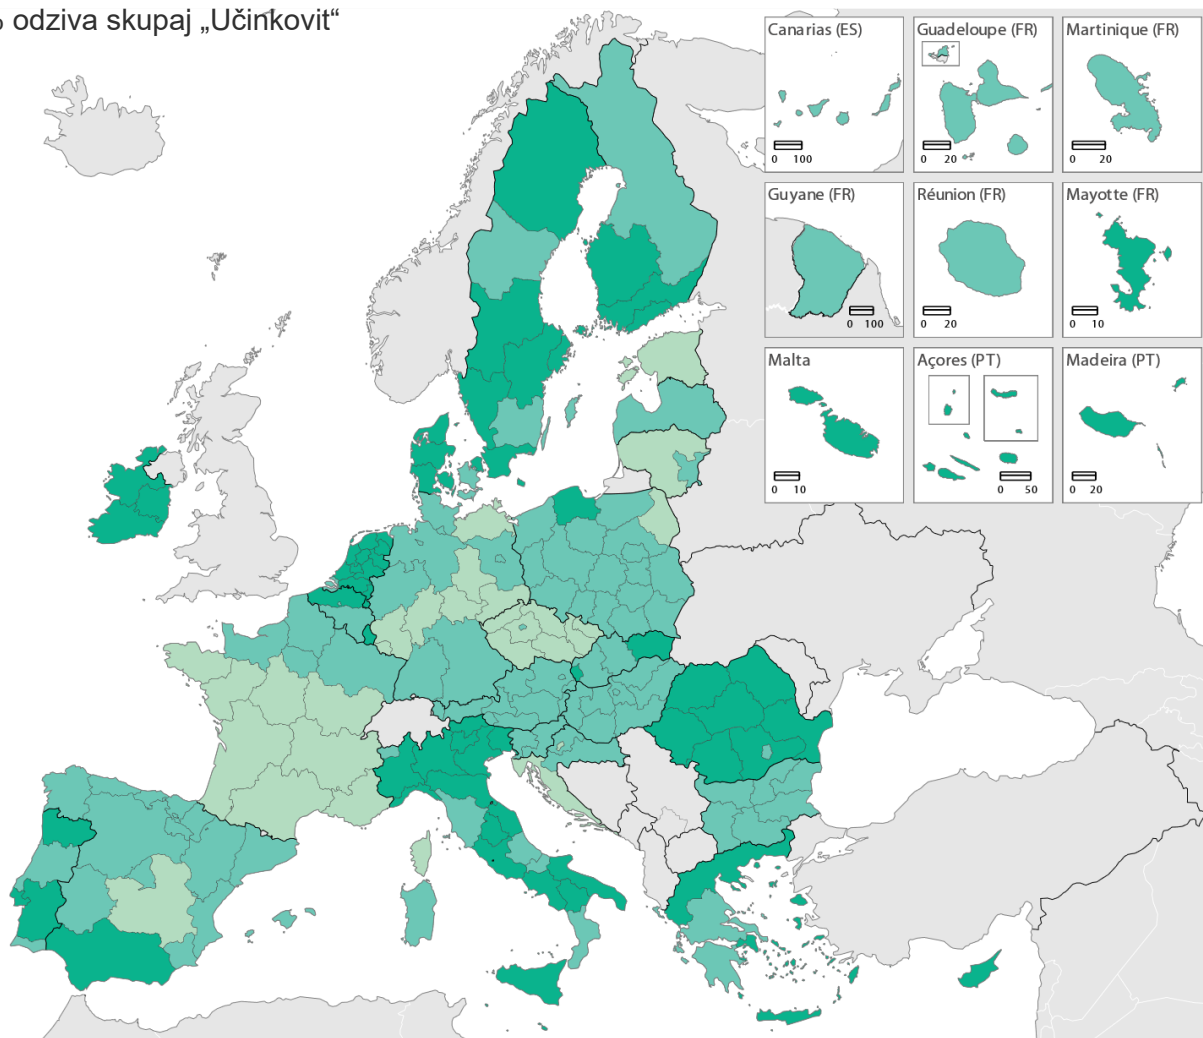 odziva skupaj „Učinkovit“
Canarias (ES)
0 100
Guadeloupe (FR)
0 20
Martinique (FR)
0 20
Guyane (FR)
0 100
Réunion (FR)
0 20
Mayotte (FR)
0 10
Malta
0 10
Açores (PT)
0 50
Madeira (PT)
0 20